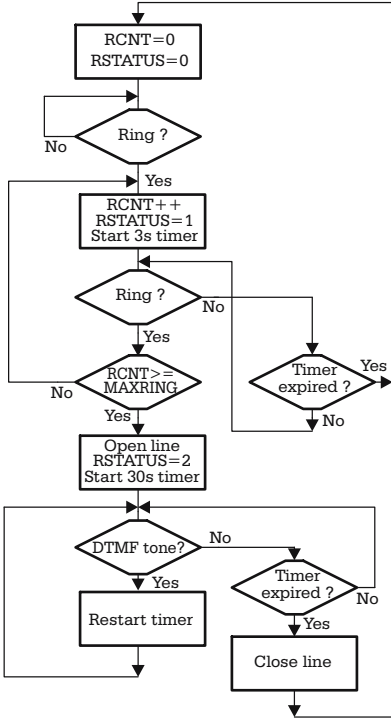 RCNT=0
RSTATUS=0
Ring ?
No
Yes
RCNT++
RSTATUS=1
Start 3s timer
Ring ?
No
Yes
RCNT>=
MAXRING
No
Yes
Timer
expired ?
Yes
No
Open line
RSTATUS=2
Start 30s timer
DTMF tone?
No
Yes
Timer
expired ?
No
Yes
Restart timer
Close line